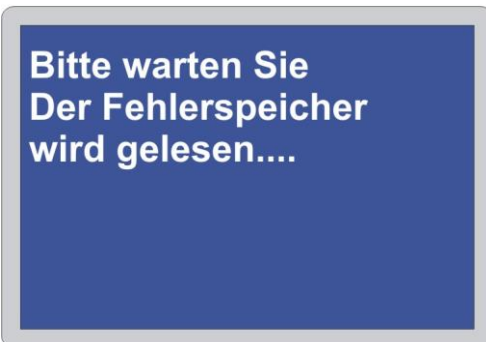 Bitte warten Sie
Der Fehlerspeicher
wird gelesen....